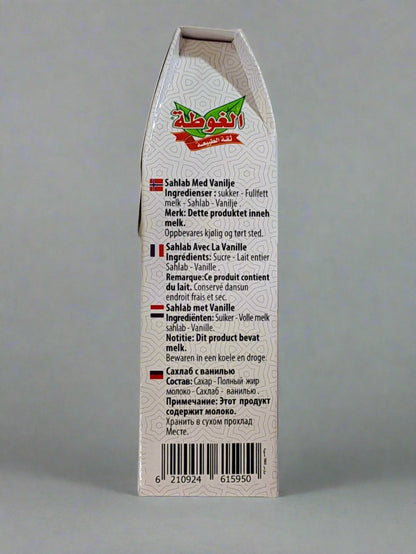 الغوطة
ثقة الطبيعة
Sahlab Med Vanilje
Ingredienser : sukker - Fullfett
melk - Sahlab - Vanilje .
Merk: Dette produktet inneh
melk.
Oppbevares kjølig og tørt sted.
Sahlab Avec La Vanille
Ingrédients: Sucre - Lait entier
Sahlab - Vanille .
Remarque:Ce produit contient
du lait. Conservé dansun
endroit frais et sec.
Sahlab met Vanille
Ingrediënten: Suiker - Volle melk
sahlab - Vanille.
Notitie: Dit product bevat
melk.
Bewaren in een koele en droge.
Сахлаб с ванилью
Состав: Сахар - Полный жир
молоко - Сахлаб - ванилью .
Примечание: Этот продукт
содержит молоко.
Хранить в сухом прохлад
Месте.
6 210924 615950